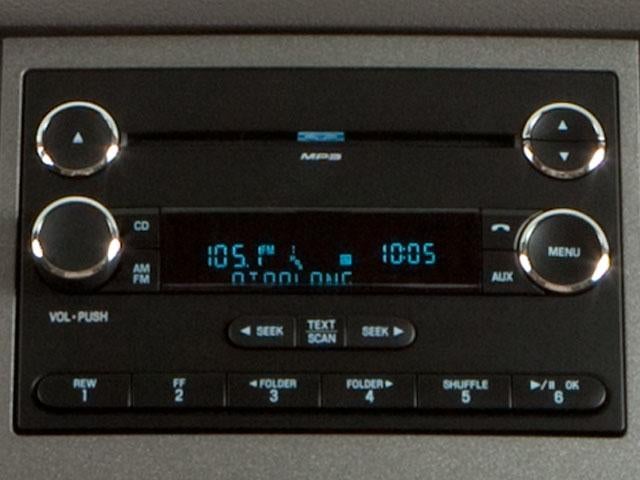 MP3
CD
105.1 FM 10:05
AM
FM
MENU
AUX
VOL•PUSH
◄ SEEK
TEXT
SCAN
SEEK ►
REW
1
FF
2
◄FOLDER
3
FOLDER►
4
SHUFFLE
5
►/II OK
6